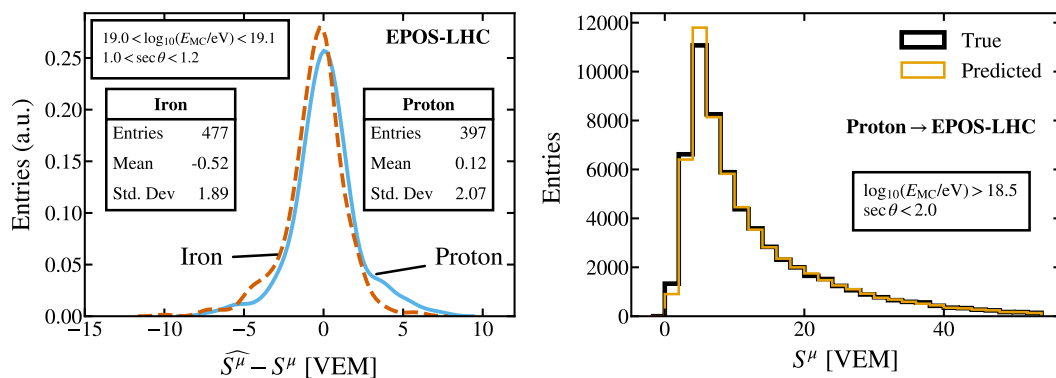 19.0 < log₁₀(E_MC/eV) < 19.1
1.0 < sec θ < 1.2
EPOS-LHC
Iron
Entries 477
Mean -0.52
Std. Dev 1.89
Proton
Entries 397
Mean 0.12
Std. Dev 2.07
Iron
Proton
0.25
0.20
0.15
0.10
0.05
0.00
Entries (a.u.)
−15 −10 −5 0 5 10
\widehat{S^μ} − S^μ [VEM]
True
Predicted
Proton → EPOS-LHC
log₁₀(E_MC/eV) > 18.5
sec θ < 2.0
12000
10000
8000
6000
4000
2000
0
Entries
0 20 40
S^μ [VEM]